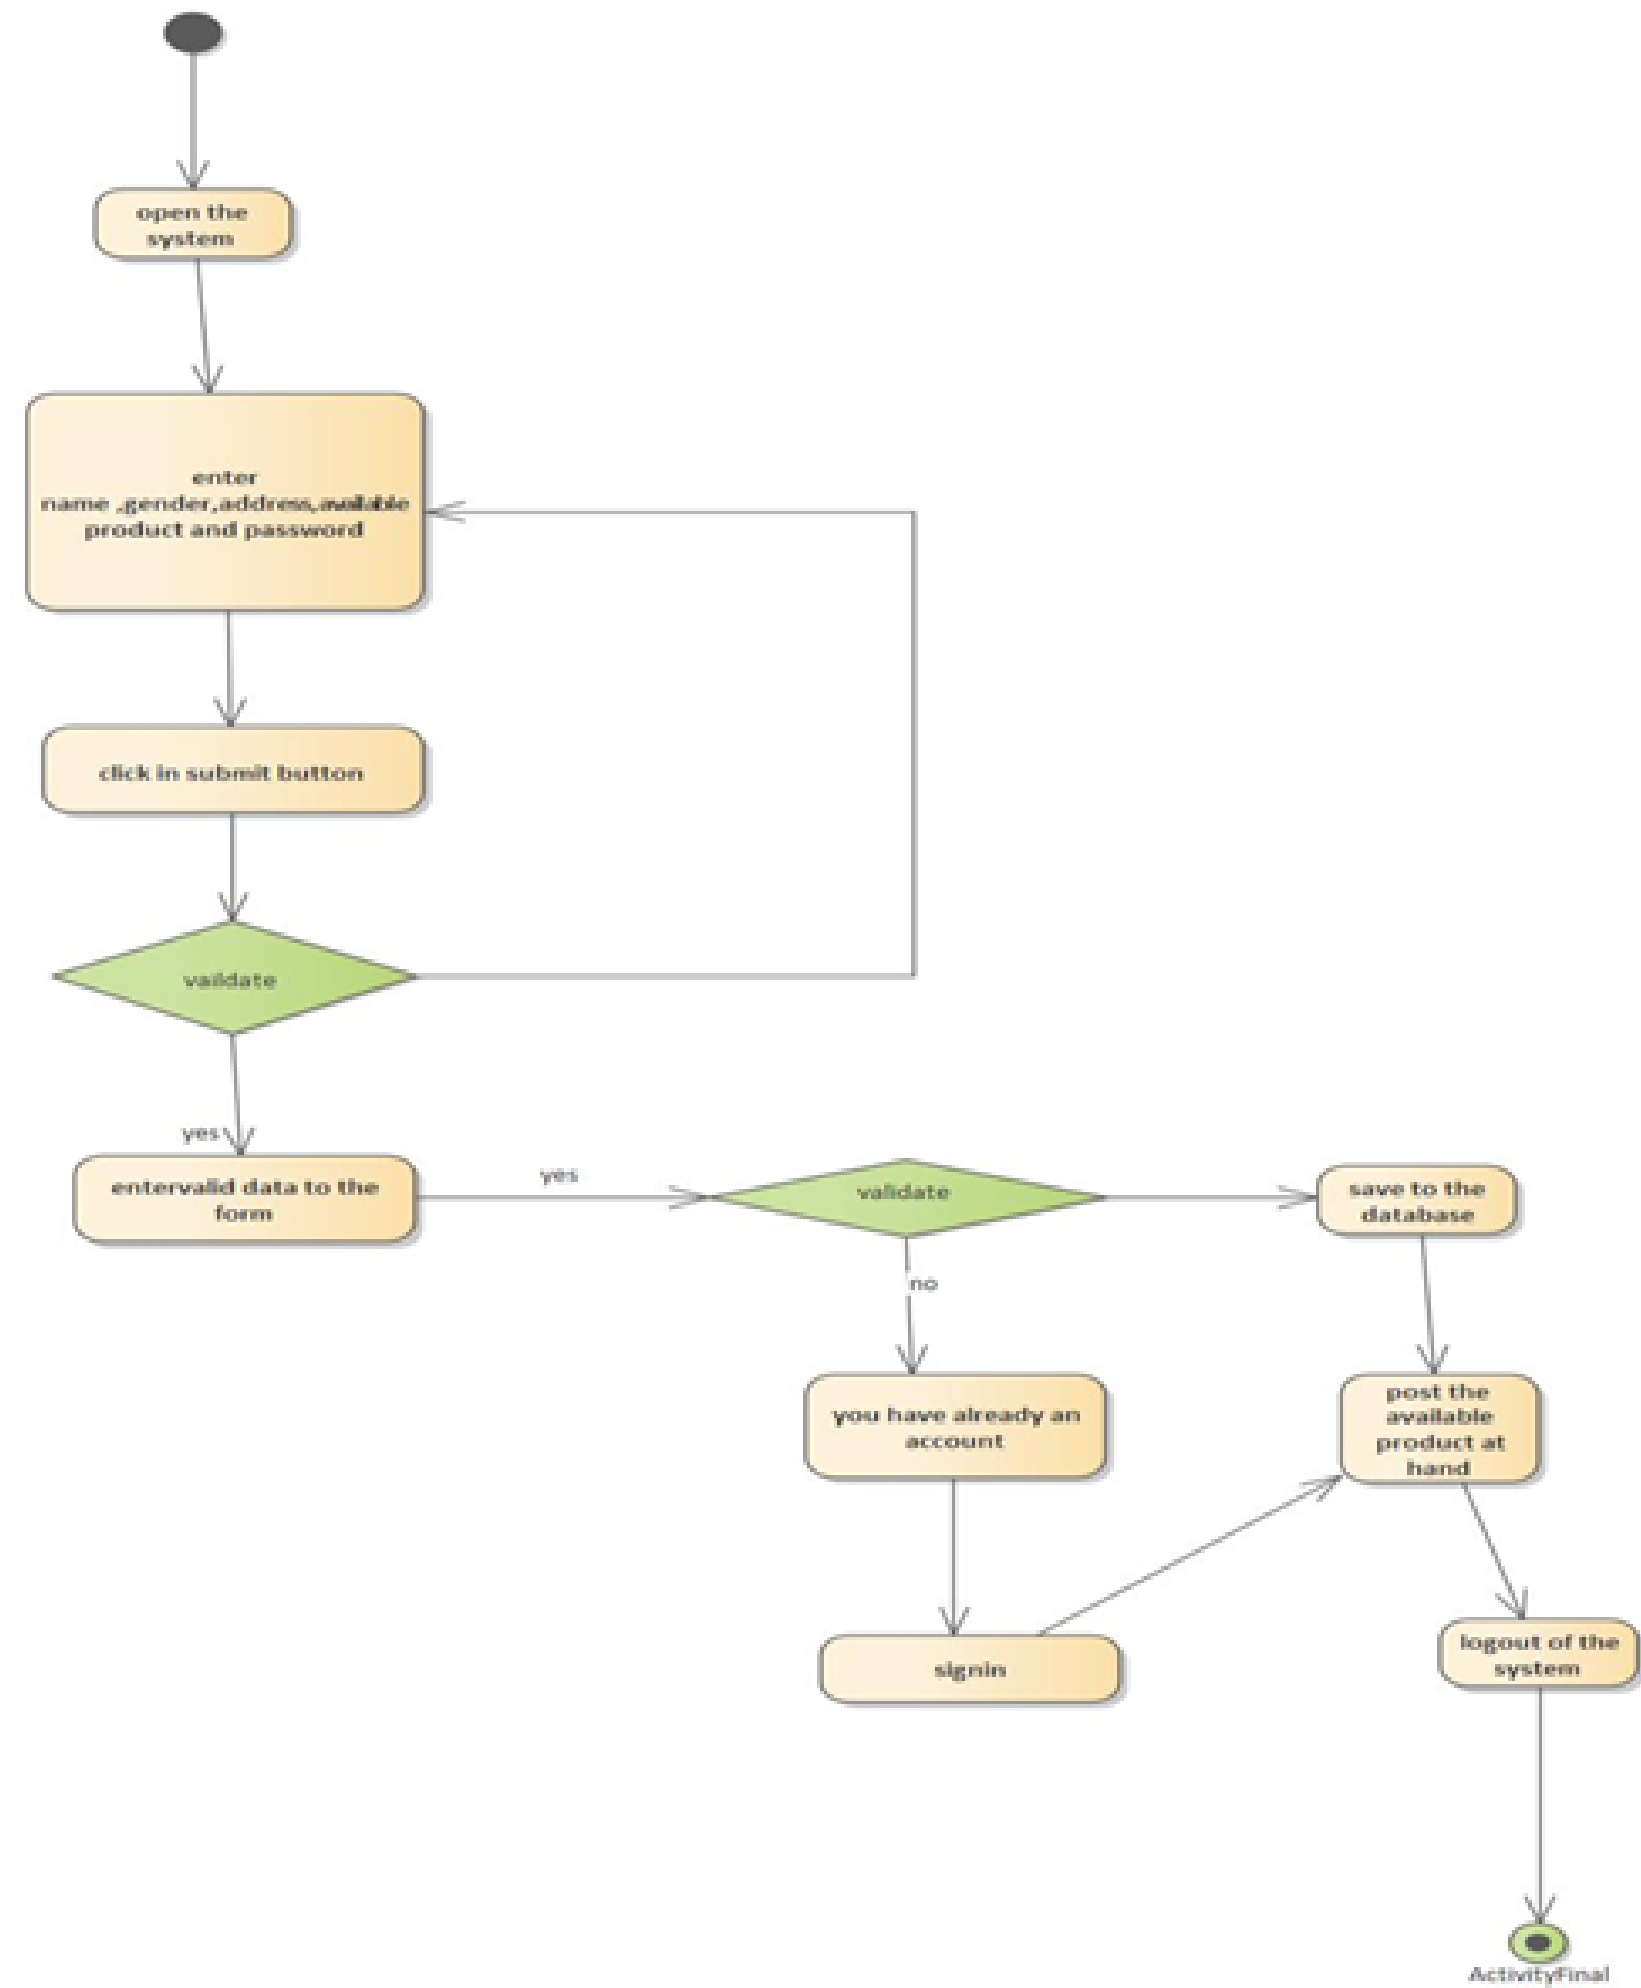 open the
system
enter
name ,gender,address,available
product and password
click in submit button
vaildate
yes
entervalid data to the
form
yes
validate
save to the
database
no
you have already an
account
post the
available
product at
hand
signin
logout of the
system
ActivityFinal